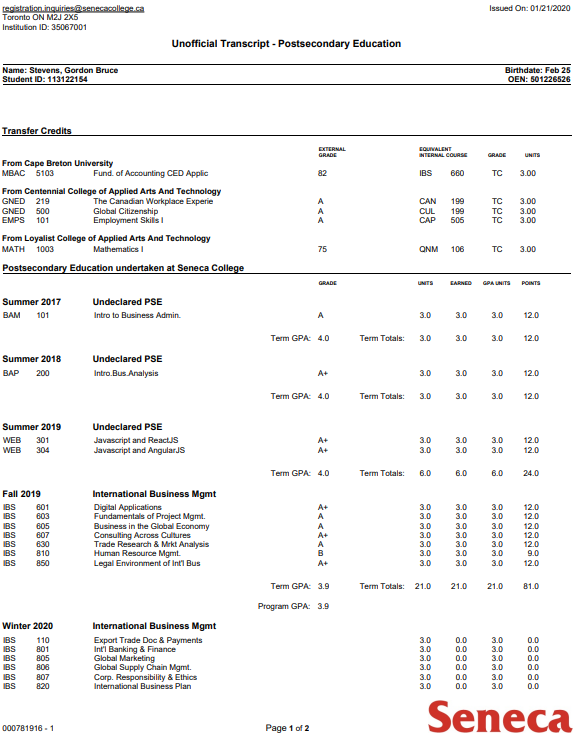 registration.inquiries@senecacollege.ca Issued On: 01/21/2020
Toronto ON M2J 2X5
Institution ID: 35067001
Unofficial Transcript - Postsecondary Education
Name: Stevens, Gordon Bruce Birthdate: Feb 25
Student ID: 113122154 OEN: 501226526
Transfer Credits
EXTERNAL GRADE EQUIVALENT INTERNAL COURSE GRADE UNITS
From Cape Breton University
MBAC 5103 Fund. of Accounting CED Applic 82 IBS 660 TC 3.00
From Centennial College of Applied Arts And Technology
GNED 219 The Canadian Workplace Experie A CAN 199 TC 3.00
GNED 500 Global Citizenship A CUL 199 TC 3.00
EMPS 101 Employment Skills I A CAP 505 TC 3.00
From Loyalist College of Applied Arts And Technology
MATH 1003 Mathematics I 75 QNM 106 TC 3.00
Postsecondary Education undertaken at Seneca College
GRADE UNITS EARNED GPA UNITS POINTS
Summer 2017 Undeclared PSE
BAM 101 Intro to Business Admin. A 3.0 3.0 3.0 12.0
Term GPA: 4.0 Term Totals: 3.0 3.0 3.0 12.0
Summer 2018 Undeclared PSE
BAP 200 Intro.Bus.Analysis A+ 3.0 3.0 3.0 12.0
Term GPA: 4.0 Term Totals: 3.0 3.0 3.0 12.0
Summer 2019 Undeclared PSE
WEB 301 Javascript and ReactJS A+ 3.0 3.0 3.0 12.0
WEB 304 Javascript and AngularJS A+ 3.0 3.0 3.0 12.0
Term GPA: 4.0 Term Totals: 6.0 6.0 6.0 24.0
Fall 2019 International Business Mgmt
IBS 601 Digital Applications A+ 3.0 3.0 3.0 12.0
IBS 603 Fundamentals of Project Mgmt. A 3.0 3.0 3.0 12.0
IBS 605 Business in the Global Economy A 3.0 3.0 3.0 12.0
IBS 607 Consulting Across Cultures A+ 3.0 3.0 3.0 12.0
IBS 630 Trade Research & Mrkt Analysis A 3.0 3.0 3.0 12.0
IBS 810 Human Resource Mgmt. B 3.0 3.0 3.0 9.0
IBS 850 Legal Environment of Int'l Bus A+ 3.0 3.0 3.0 12.0
Term GPA: 3.9 Term Totals: 21.0 21.0 21.0 81.0
Program GPA: 3.9
Winter 2020 International Business Mgmt
IBS 110 Export Trade Doc & Payments 3.0 0.0 3.0 0.0
IBS 801 Int'l Banking & Finance 3.0 0.0 3.0 0.0
IBS 805 Global Marketing 3.0 0.0 3.0 0.0
IBS 806 Global Supply Chain Mgmt. 3.0 0.0 3.0 0.0
IBS 807 Corp. Responsibility & Ethics 3.0 0.0 3.0 0.0
IBS 820 International Business Plan 3.0 0.0 3.0 0.0
000781916 - 1 Page 1 of 2 Seneca